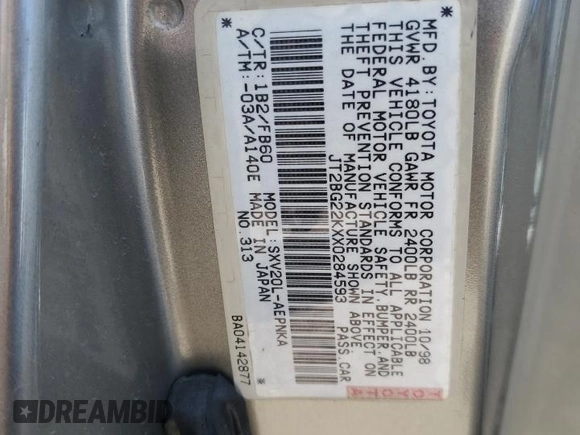 MFD. BY: TOYOTA MOTOR CORPORATION 10/98
GVWR 4180LB GAWR FR 2400LB RR 2400LB
THIS VEHICLE CONFORMS TO ALL APPLICABLE
FEDERAL MOTOR VEHICLE SAFETY, BUMPER, AND
THEFT PREVENTION STANDARDS IN EFFECT ON
THE DATE OF MANUFACTURE SHOWN ABOVE.
JT2BG22KXX0284593 PASS. CAR
C/TR: 1B2/FB60 MODEL: SXV20L-AEPNKA
A/TM: -03A/A140E MADE IN JAPAN
NO. 313
BA04142877
TOYOTA
DREAMBID